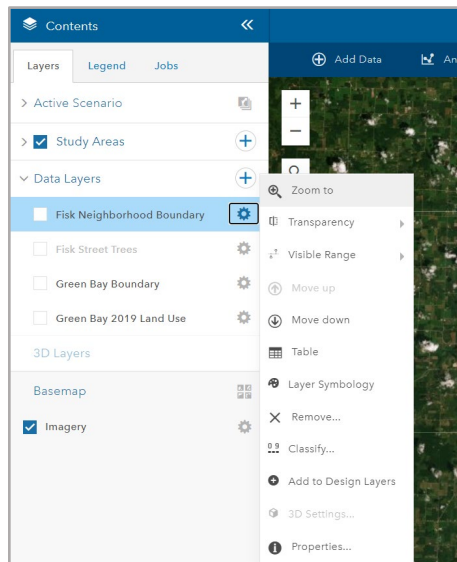 Contents
Layers Legend Jobs
Add Data An
Active Scenario
Study Areas
Data Layers
Fisk Neighborhood Boundary
Fisk Street Trees
Green Bay Boundary
Green Bay 2019 Land Use
3D Layers
Basemap
Imagery
Zoom to
Transparency
Visible Range
Move up
Move down
Table
Layer Symbology
Remove...
0 9 Classify...
Add to Design Layers
3D Settings...
Properties...